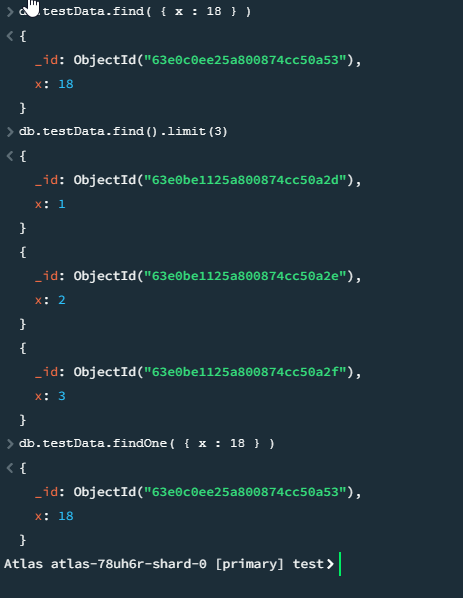 > db.testData.find( { x : 18 } )
< {
_id: ObjectId("63e0c0ee25a800874cc50a53"),
x: 18
}
> db.testData.find().limit(3)
< {
_id: ObjectId("63e0be1125a800874cc50a2d"),
x: 1
}
{
_id: ObjectId("63e0be1125a800874cc50a2e"),
x: 2
}
{
_id: ObjectId("63e0be1125a800874cc50a2f"),
x: 3
}
> db.testData.findOne( { x : 18 } )
< {
_id: ObjectId("63e0c0ee25a800874cc50a53"),
x: 18
}
Atlas atlas-78uh6r-shard-0 [primary] test>